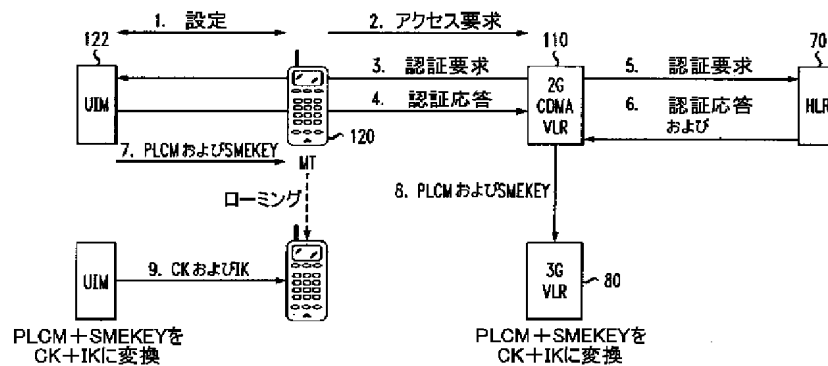 1. 設定
2. アクセス要求
122
110
70
3. 認証要求
5. 認証要求
UIM
2G
CDMA
VLR
HLR
4. 認証応答
6. 認証応答
および
120
7. PLCMおよびSMEKEY
MT
ローミング
8. PLCMおよびSMEKEY
UIM
9. CKおよびIK
3G
VLR
80
PLCM+SMEKEYを
CK+IKに変換
PLCM+SMEKEYを
CK+IKに変換